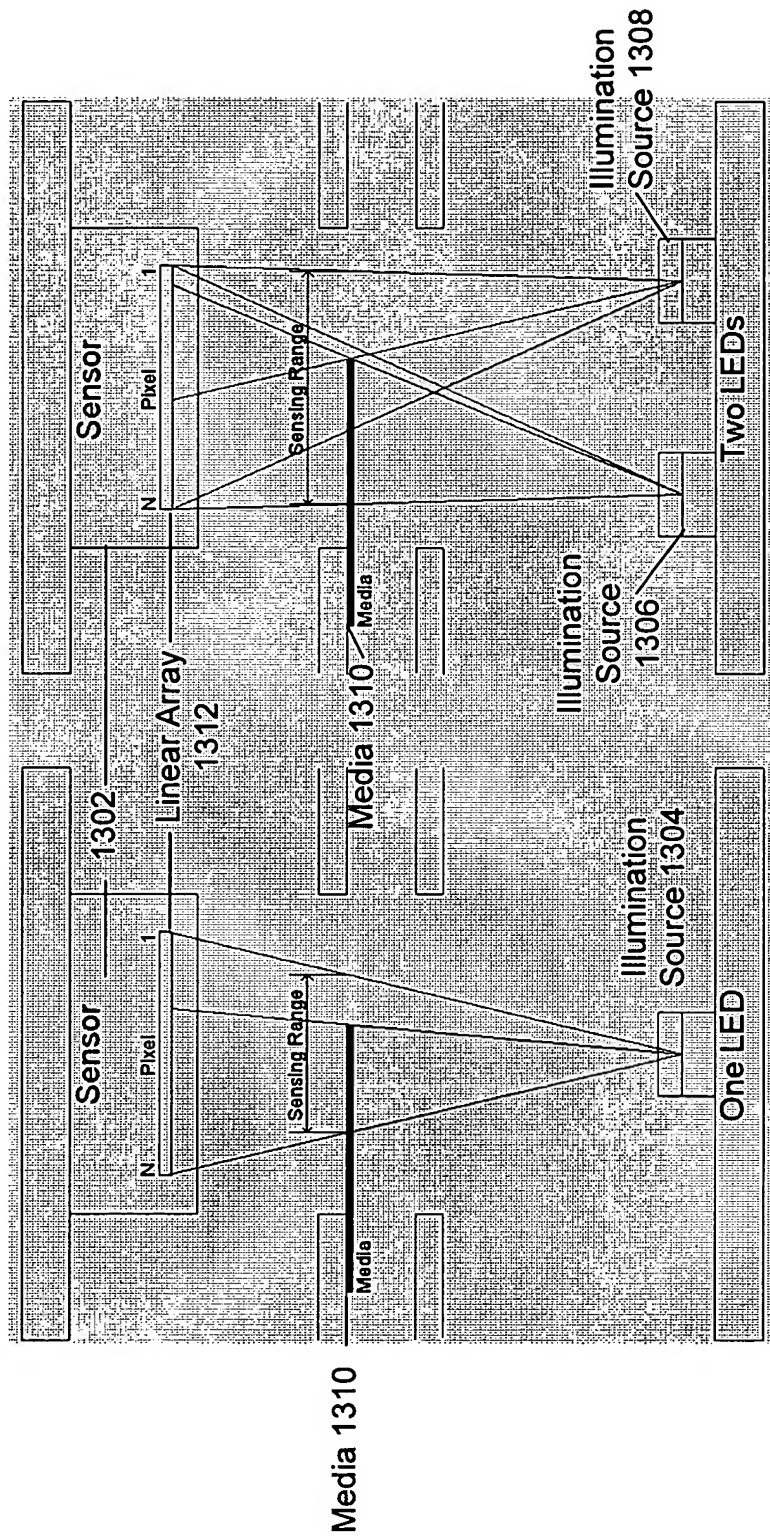 Sensor
N
Pixel
1
Sensing Range
Media
Media 1310
Illumination
Source 1304
One LED
1302
Linear Array
1312
Sensor
N
Pixel
1
Sensing Range
Media
Media 1310
Illumination
Source
1306
Illumination
Source 1308
Two LEDs